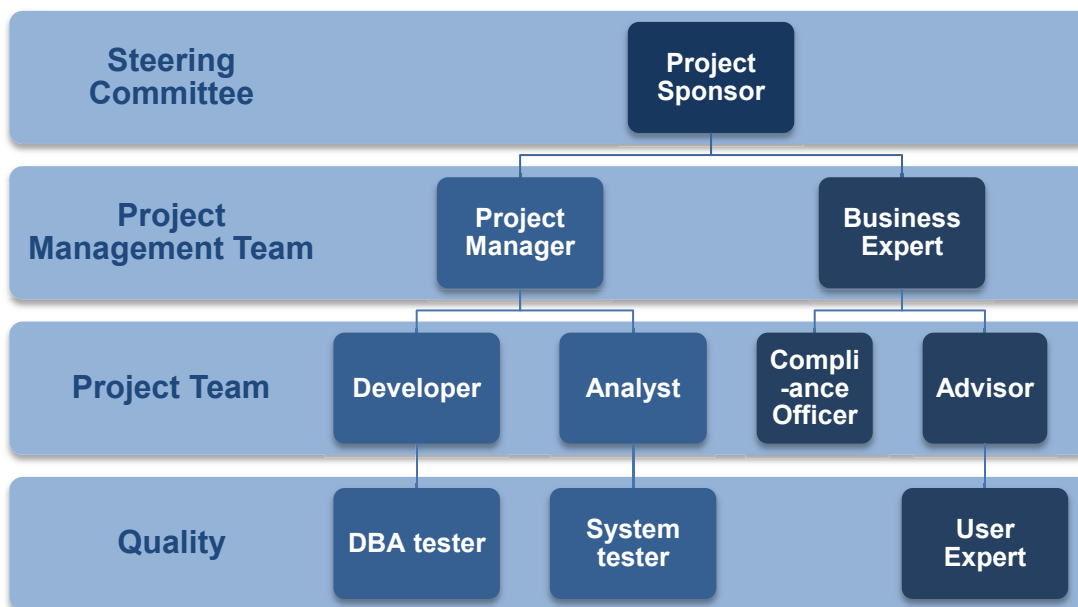 Steering
Committee
Project
Sponsor
Project
Management Team
Project
Manager
Business
Expert
Project Team
Developer
Analyst
Compli
-ance
Officer
Advisor
Quality
DBA tester
System
tester
User
Expert